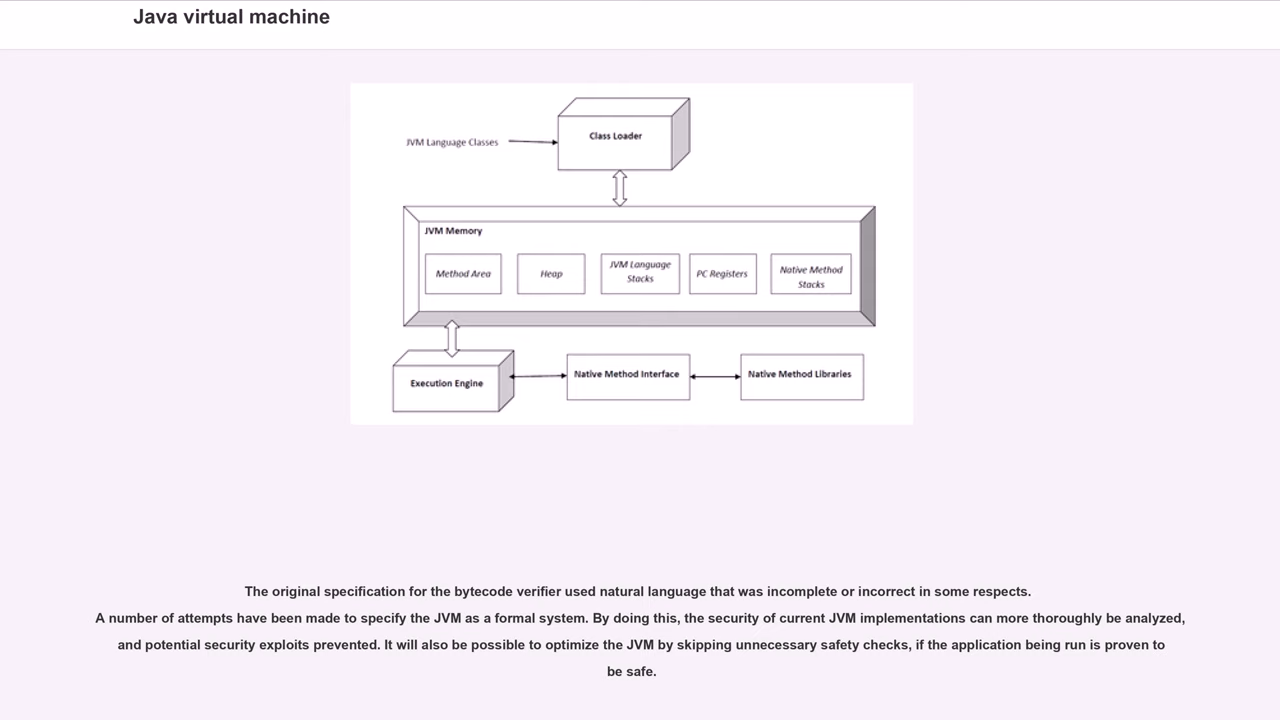 Java virtual machine
Class Loader
JVM Language Classes
JVM Memory
Method Area
Heap
JVM Language
Stacks
PC Registers
Native Method
Stacks
Execution Engine
Native Method Interface
Native Method Libraries
The original specification for the bytecode verifier used natural language that was incomplete or incorrect in some respects.
A number of attempts have been made to specify the JVM as a formal system. By doing this, the security of current JVM implementations can more thoroughly be analyzed,
and potential security exploits prevented. It will also be possible to optimize the JVM by skipping unnecessary safety checks, if the application being run is proven to
be safe.